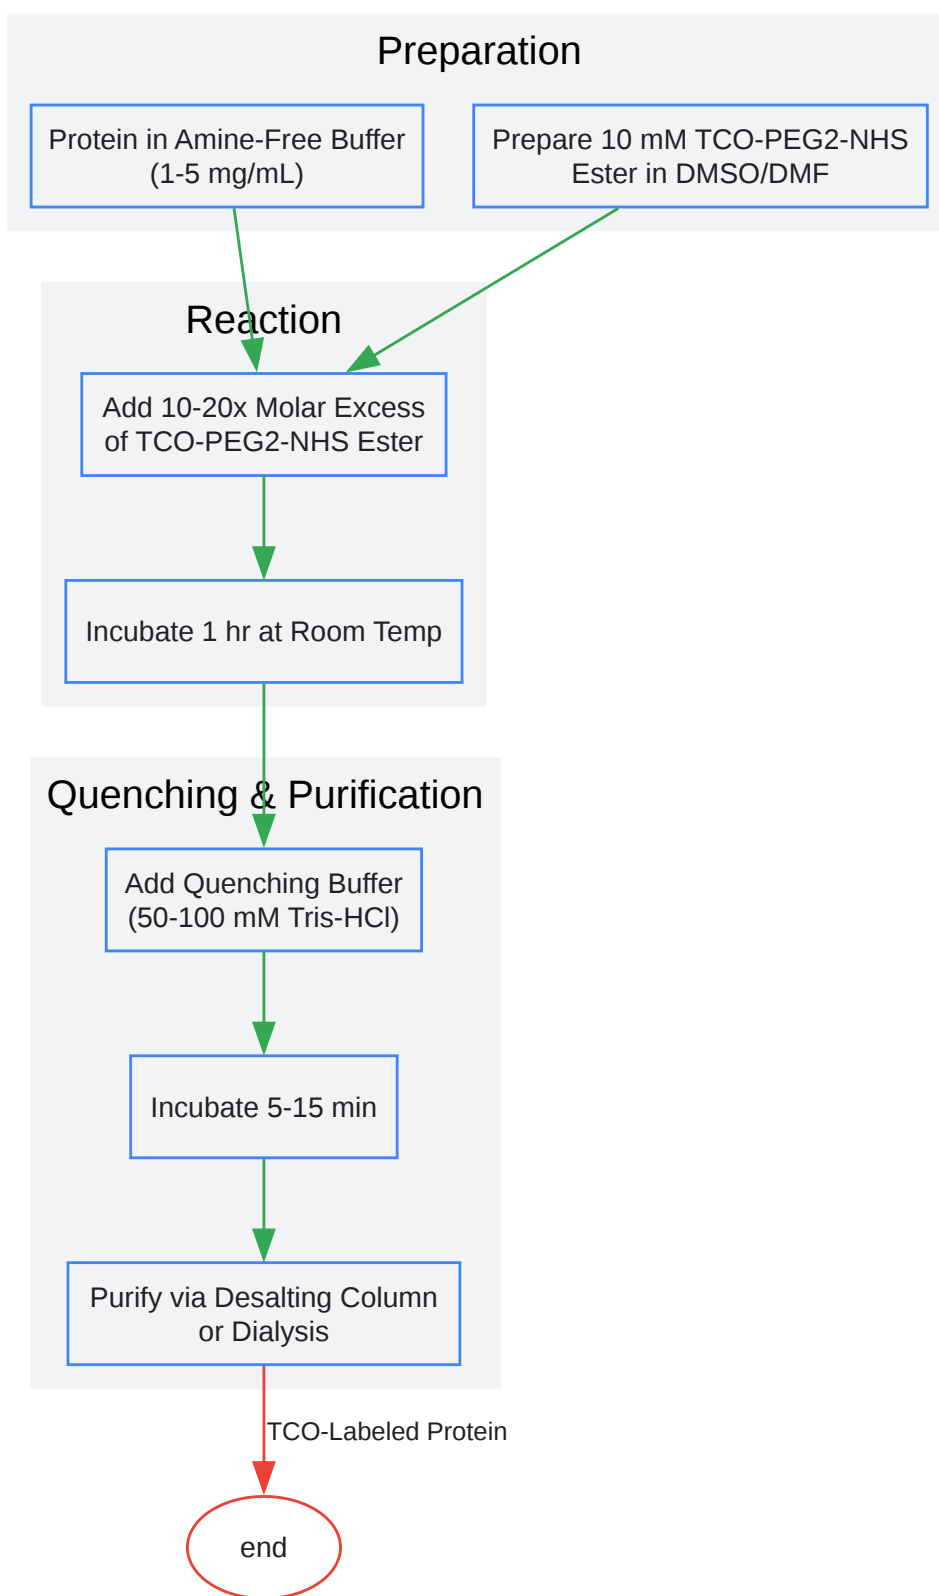 Preparation
Protein in Amine-Free Buffer
(1-5 mg/mL)
Prepare 10 mM TCO-PEG2-NHS
Ester in DMSO/DMF
Reaction
Add 10-20x Molar Excess
of TCO-PEG2-NHS Ester
Incubate 1 hr at Room Temp
Quenching & Purification
Add Quenching Buffer
(50-100 mM Tris-HCl)
Incubate 5-15 min
Purify via Desalting Column
or Dialysis
TCO-Labeled Protein
end